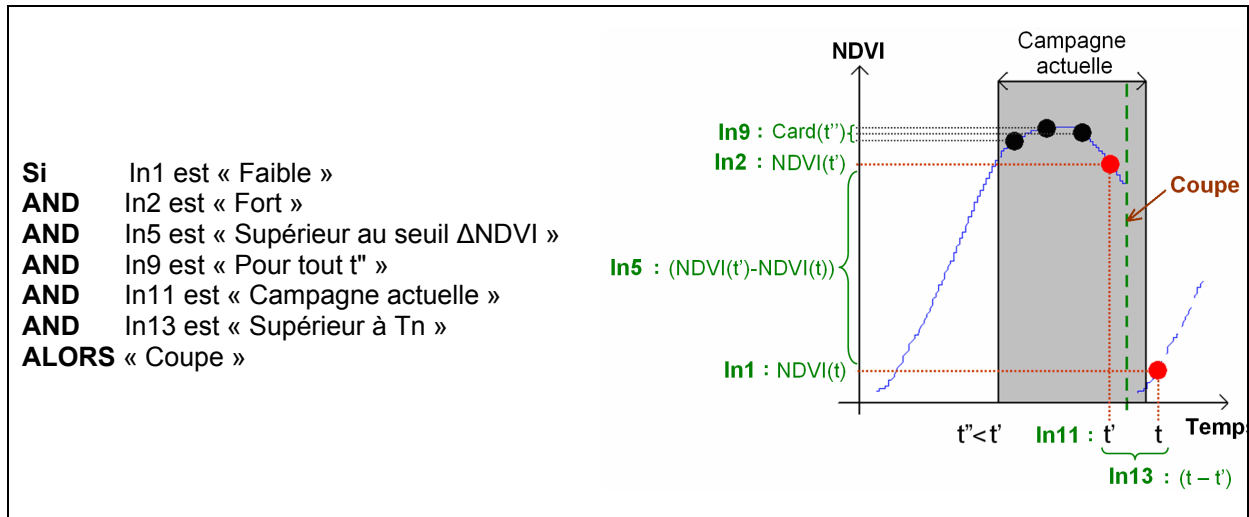 Si In1 est « Faible »
AND In2 est « Fort »
AND In5 est « Supérieur au seuil ΔNDVI »
AND In9 est « Pour tout t" »
AND In11 est « Campagne actuelle »
AND In13 est « Supérieur à Tn »
ALORS « Coupe »
NDVI
Campagne
actuelle
In9 : Card(t'')
In2 : NDVI(t')
Coupe
In5 : (NDVI(t')-NDVI(t))
In1 : NDVI(t)
Temps
t''< t'
In11 : t' t
In13 : (t – t')